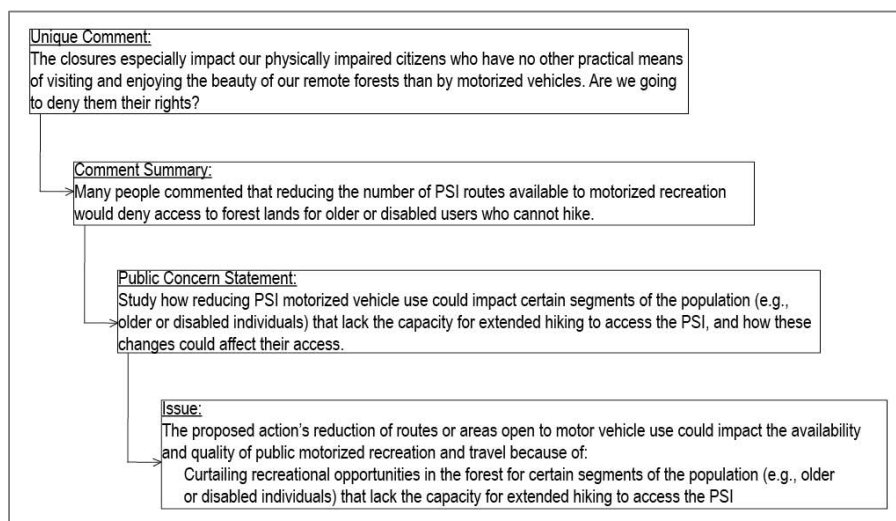 Unique Comment:
The closures especially impact our physically impaired citizens who have no other practical means
of visiting and enjoying the beauty of our remote forests than by motorized vehicles. Are we going
to deny them their rights?
Comment Summary:
Many people commented that reducing the number of PSI routes available to motorized recreation
would deny access to forest lands for older or disabled users who cannot hike.
Public Concern Statement:
Study how reducing PSI motorized vehicle use could impact certain segments of the population (e.g.,
older or disabled individuals) that lack the capacity for extended hiking to access the PSI, and how these
changes could affect their access.
Issue:
The proposed action's reduction of routes or areas open to motor vehicle use could impact the availability
and quality of public motorized recreation and travel because of:
Curtailing recreational opportunities in the forest for certain segments of the population (e.g., older
or disabled individuals) that lack the capacity for extended hiking to access the PSI